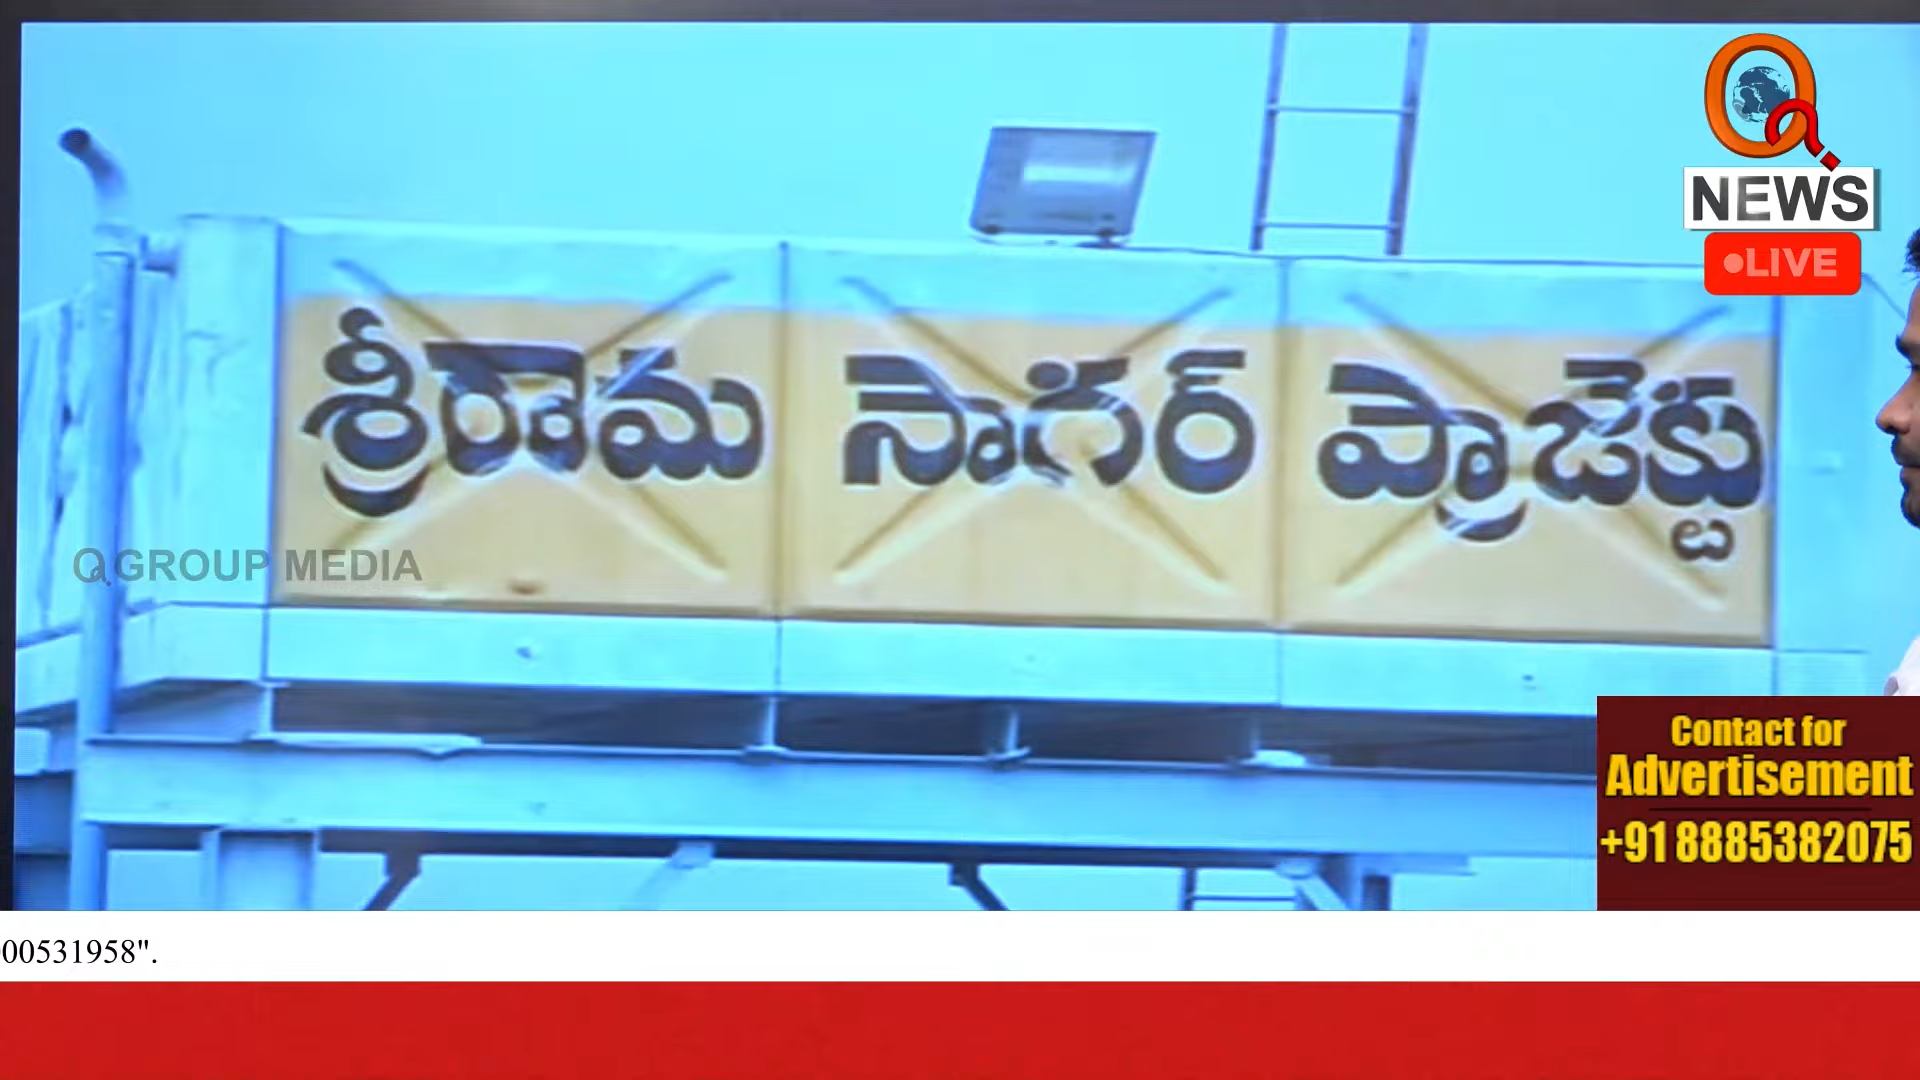 Q
NEWS
LIVE
శ్రీరామ సాగర్ ప్రాజెక్టు
Q GROUP MEDIA
Contact for
Advertisement
+91 8885382075
00531958".